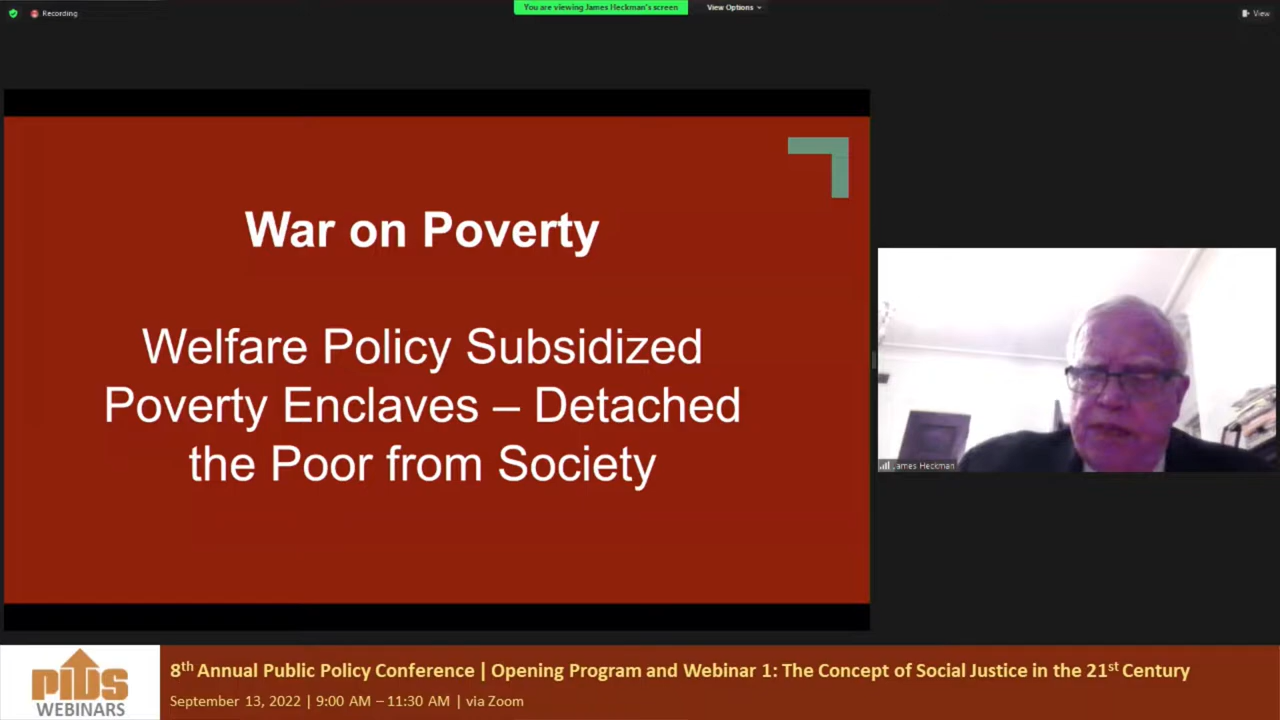 Recording
You are viewing James Heckman's screen
View Options
View
War on Poverty
Welfare Policy Subsidized
Poverty Enclaves – Detached
the Poor from Society
James Heckman
pids
WEBINARS
8th Annual Public Policy Conference | Opening Program and Webinar 1: The Concept of Social Justice in the 21st Century
September 13, 2022 | 9:00 AM – 11:30 AM | via Zoom